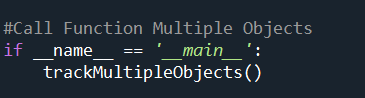 #Call Function Multiple Objects
if __name__ == '__main__':
    trackMultipleObjects()